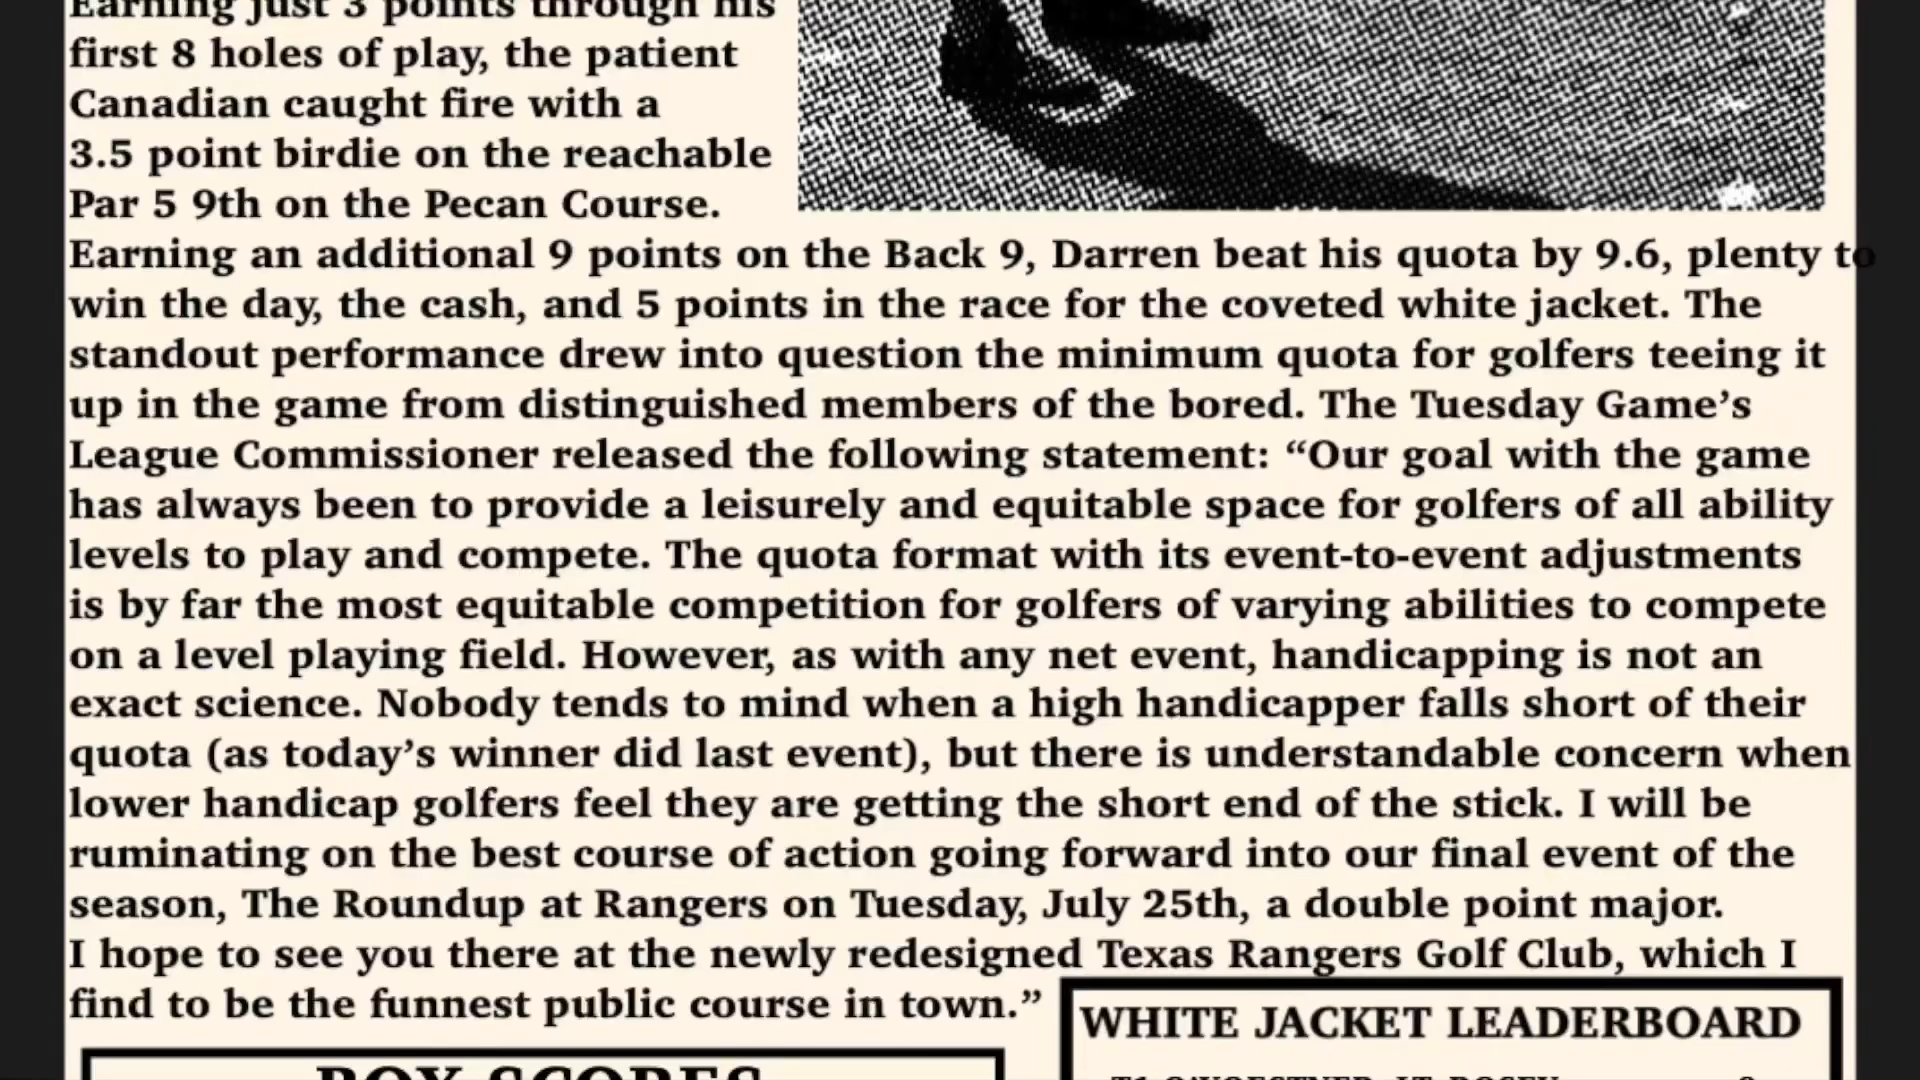 Earning just 3 points through his
first 8 holes of play, the patient
Canadian caught fire with a
3.5 point birdie on the reachable
Par 5 9th on the Pecan Course.
Earning an additional 9 points on the Back 9, Darren beat his quota by 9.6, plenty to
win the day, the cash, and 5 points in the race for the coveted white jacket. The
standout performance drew into question the minimum quota for golfers teeing it
up in the game from distinguished members of the bored. The Tuesday Game’s
League Commissioner released the following statement: “Our goal with the game
has always been to provide a leisurely and equitable space for golfers of all ability
levels to play and compete. The quota format with its event-to-event adjustments
is by far the most equitable competition for golfers of varying abilities to compete
on a level playing field. However, as with any net event, handicapping is not an
exact science. Nobody tends to mind when a high handicapper falls short of their
quota (as today’s winner did last event), but there is understandable concern when
lower handicap golfers feel they are getting the short end of the stick. I will be
ruminating on the best course of action going forward into our final event of the
season, The Roundup at Rangers on Tuesday, July 25th, a double point major.
I hope to see you there at the newly redesigned Texas Rangers Golf Club, which I
find to be the funnest public course in town.”
WHITE JACKET LEADERBOARD
BOX SCORES